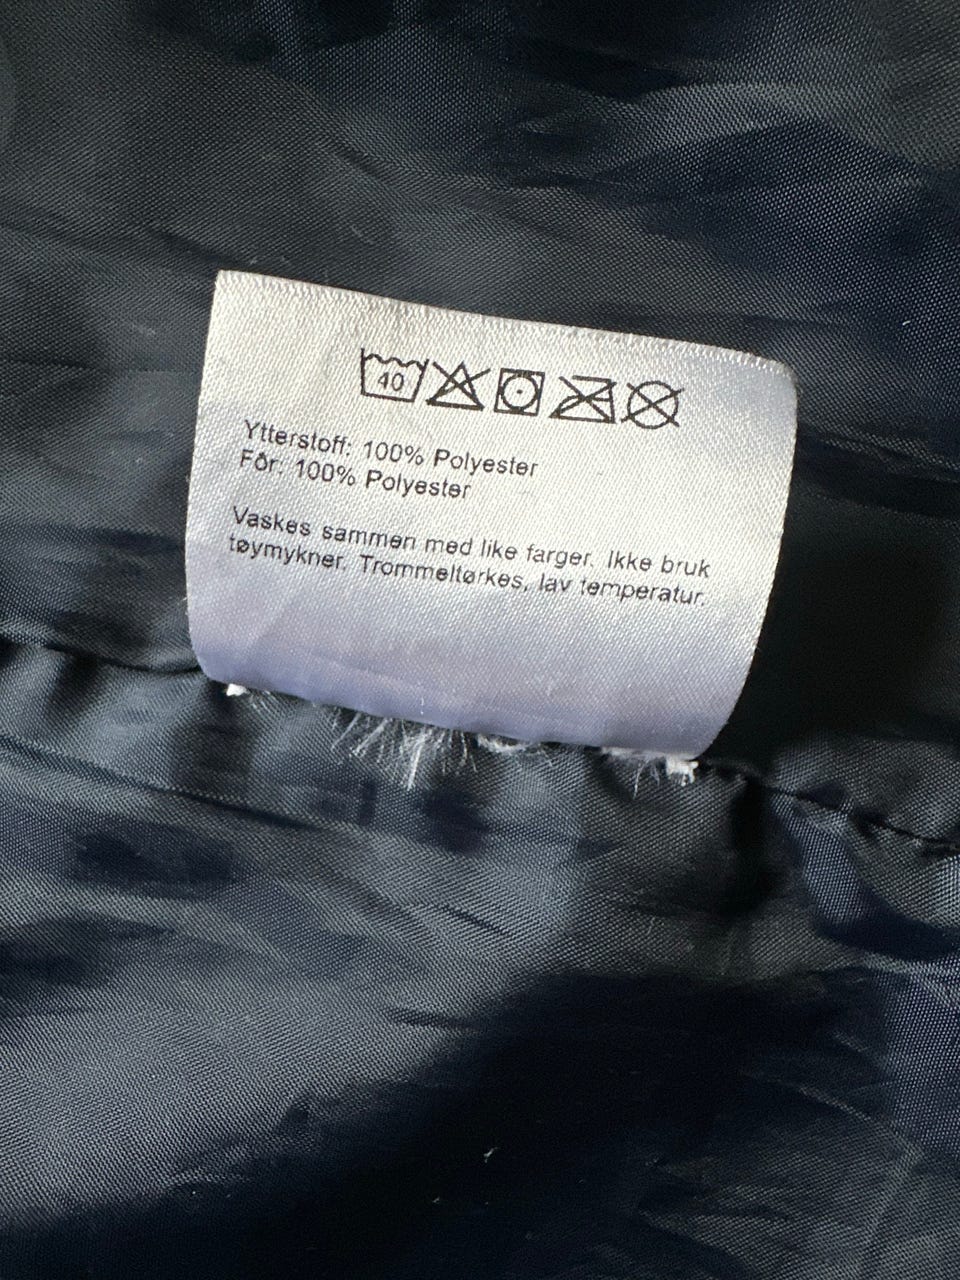 40
Ytterstoff: 100% Polyester
Fôr: 100% Polyester
Vaskes sammen med like farger. Ikke bruk
tøymykner. Trommeltørkes, lav temperatur.